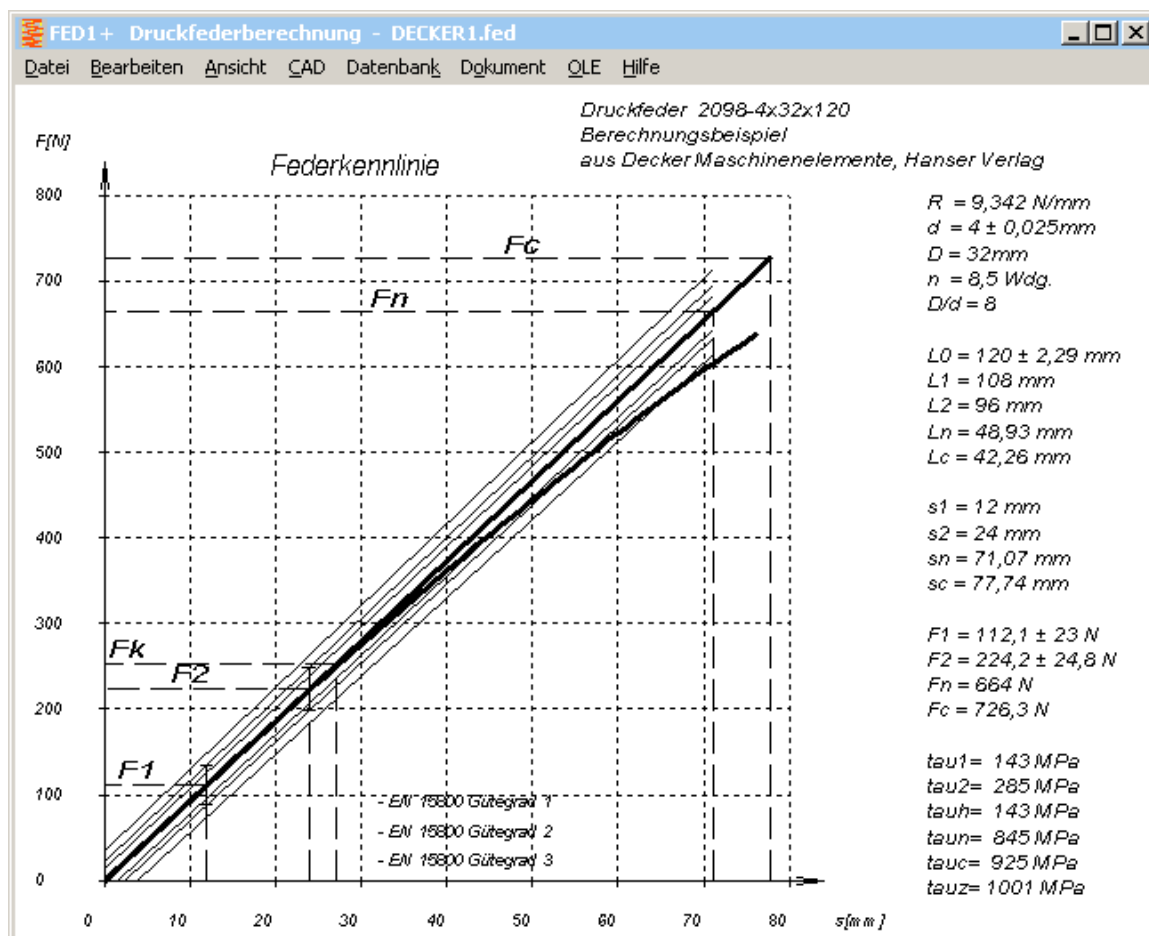 FED1+ Druckfederberechnung - DECKER1.fed
Datei Bearbeiten Ansicht CAD Datenbank Dokument OLE Hilfe
Druckfeder 2098-4x32x120
Berechnungsbeispiel
aus Decker Maschinenelemente, Hanser Verlag
F[N]
Federkennlinie
800
700
600
500
400
300
200
100
0
Fc
Fn
Fk
F2
F1
- EN 15800 Gütegrad 1
- EN 15800 Gütegrad 2
- EN 15800 Gütegrad 3
0 10 20 30 40 50 60 70 80 s[mm]
R = 9,342 N/mm
d = 4 ± 0,025mm
D = 32mm
n = 8,5 Wdg.
D/d = 8
L0 = 120 ± 2,29 mm
L1 = 108 mm
L2 = 96 mm
Ln = 48,93 mm
Lc = 42,26 mm
s1 = 12 mm
s2 = 24 mm
sn = 71,07 mm
sc = 77,74 mm
F1 = 112,1 ± 23 N
F2 = 224,2 ± 24,8 N
Fn = 664 N
Fc = 726,3 N
tau1= 143 MPa
tau2= 285 MPa
tauh= 143 MPa
taun= 845 MPa
tauc= 925 MPa
tauz= 1001 MPa